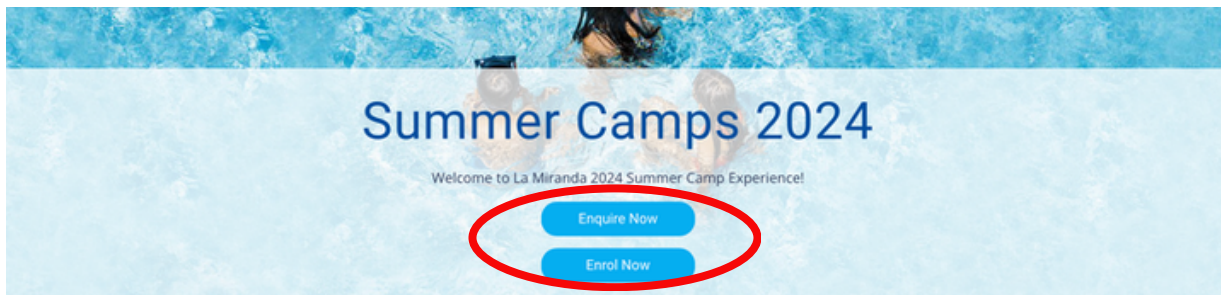 Summer Camps 2024
Welcome to La Miranda 2024 Summer Camp Experience!
Enquire Now
Enrol Now